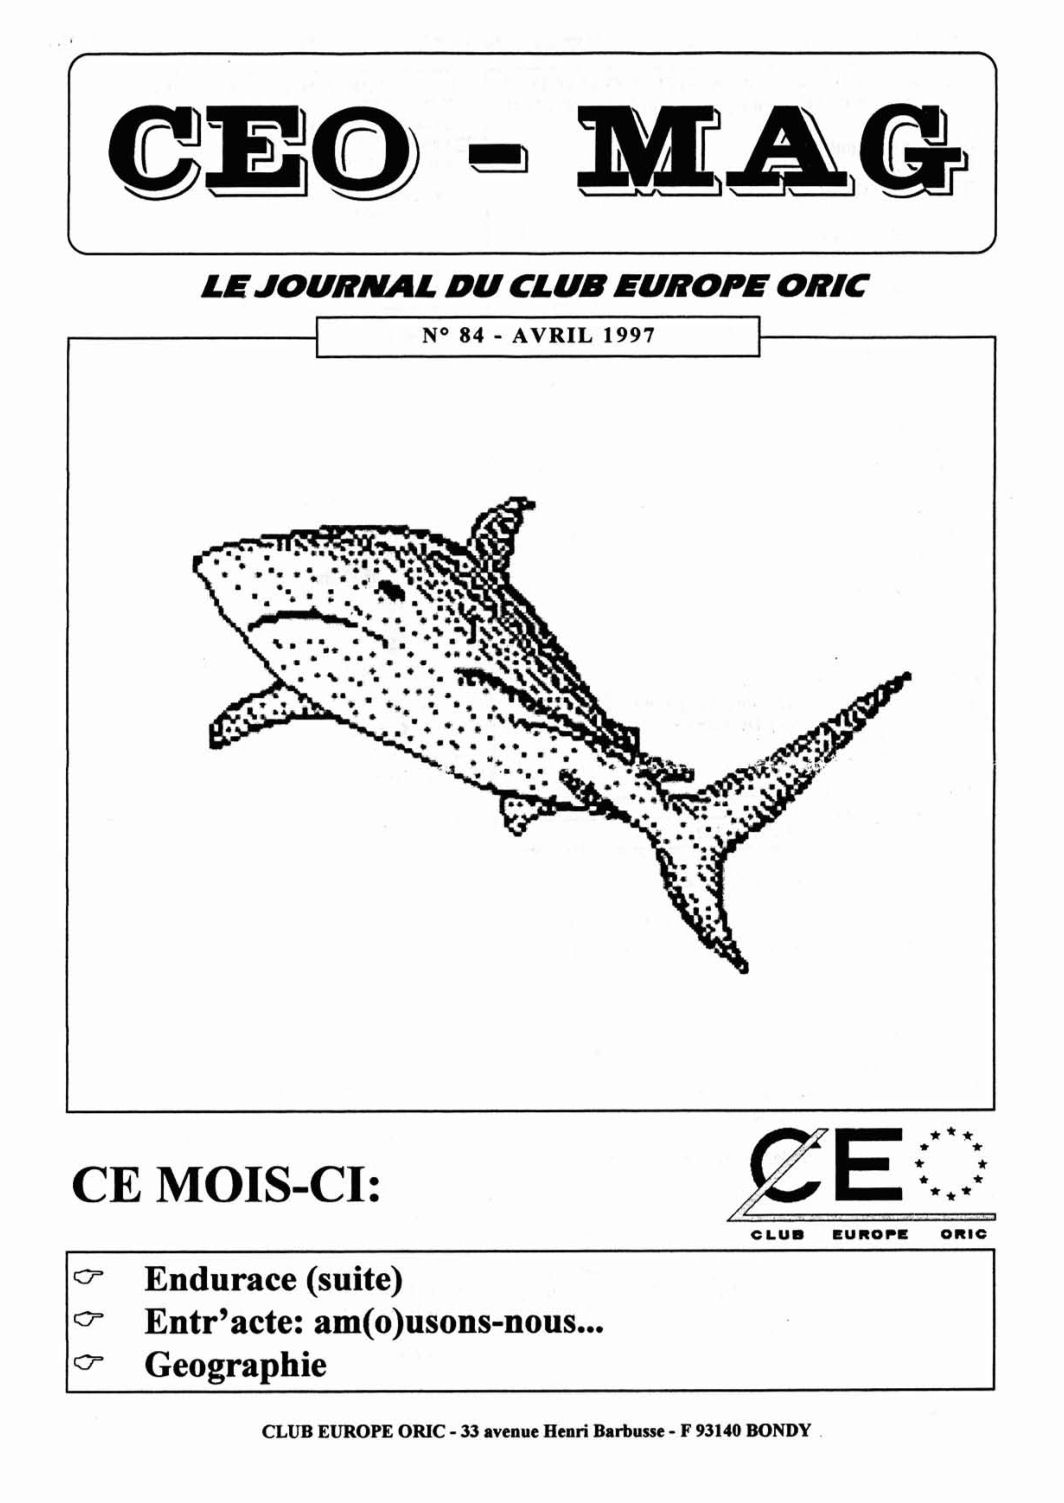 CEO - MAG
LE JOURNAL DU CLUB EUROPE ORIC
N° 84 - AVRIL 1997
CE MOIS-CI:
CEO
CLUB EUROPE ORIC
Endurace (suite)
Entr'acte: am(o)usons-nous...
Geographie
CLUB EUROPE ORIC - 33 avenue Henri Barbusse - F 93140 BONDY